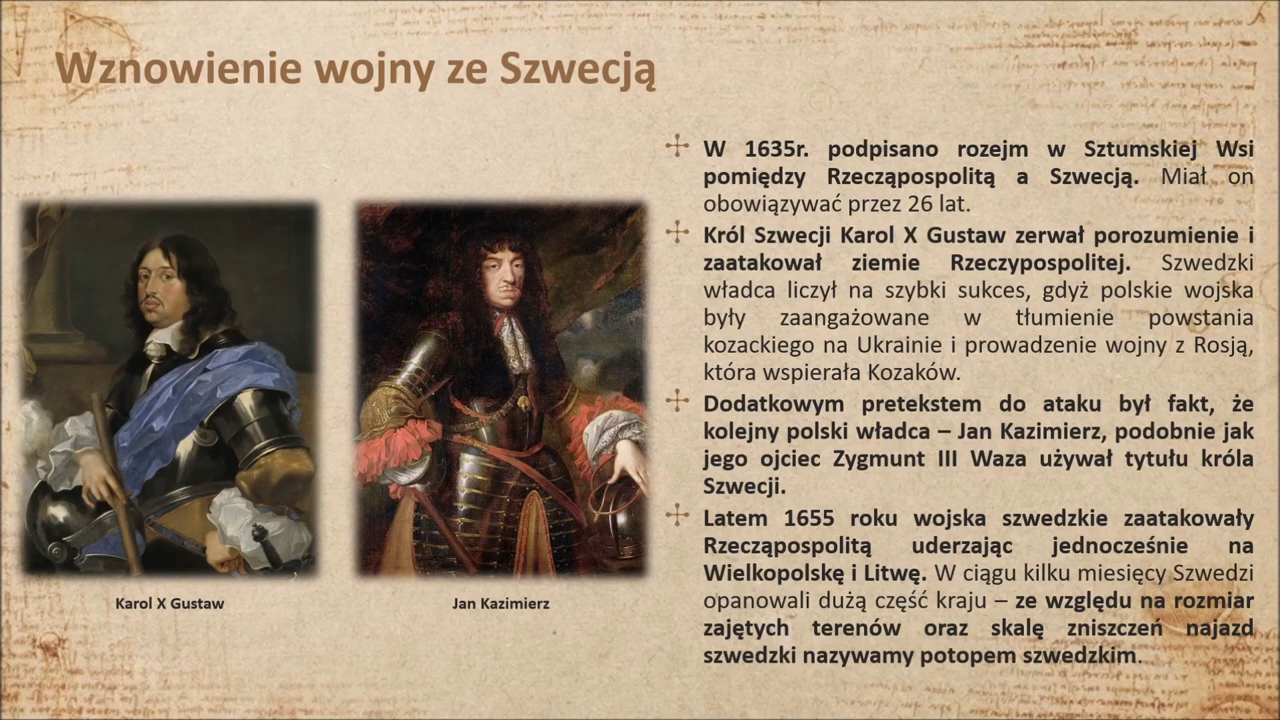 Wznowienie wojny ze Szwecją
W 1635r. podpisano rozejm w Sztumskiej Wsi
pomiędzy Rzecząpospolitą a Szwecją. Miał on
obowiązywać przez 26 lat.
Król Szwecji Karol X Gustaw zerwał porozumienie i
zaatakował ziemie Rzeczypospolitej. Szwedzki
władca liczył na szybki sukces, gdyż polskie wojska
były zaangażowane w tłumienie powstania
kozackiego na Ukrainie i prowadzenie wojny z Rosją,
która wspierała Kozaków.
Dodatkowym pretekstem do ataku był fakt, że
kolejny polski władca – Jan Kazimierz, podobnie jak
jego ojciec Zygmunt III Waza używał tytułu króla
Szwecji.
Latem 1655 roku wojska szwedzkie zaatakowały
Rzecząpospolitą uderzając jednocześnie na
Wielkopolskę i Litwę. W ciągu kilku miesięcy Szwedzi
opanowali dużą część kraju – ze względu na rozmiar
zajętych terenów oraz skalę zniszczeń najazd
szwedzki nazywamy potopem szwedzkim.
Karol X Gustaw
Jan Kazimierz